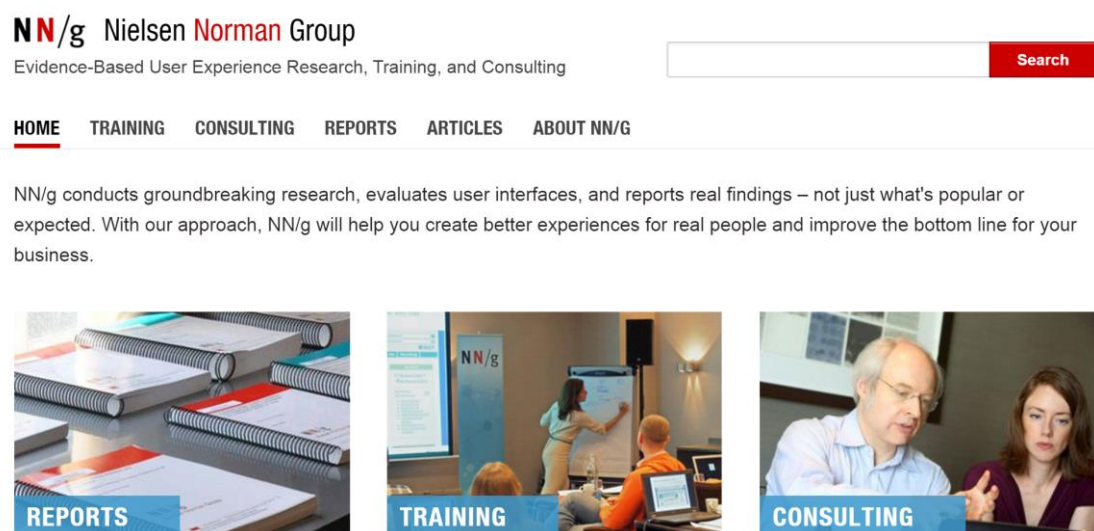 NN/g Nielsen Norman Group
Evidence-Based User Experience Research, Training, and Consulting
Search
HOME TRAINING CONSULTING REPORTS ARTICLES ABOUT NN/G
NN/g conducts groundbreaking research, evaluates user interfaces, and reports real findings – not just what's popular or
expected. With our approach, NN/g will help you create better experiences for real people and improve the bottom line for your
business.
NN/g
REPORTS TRAINING CONSULTING